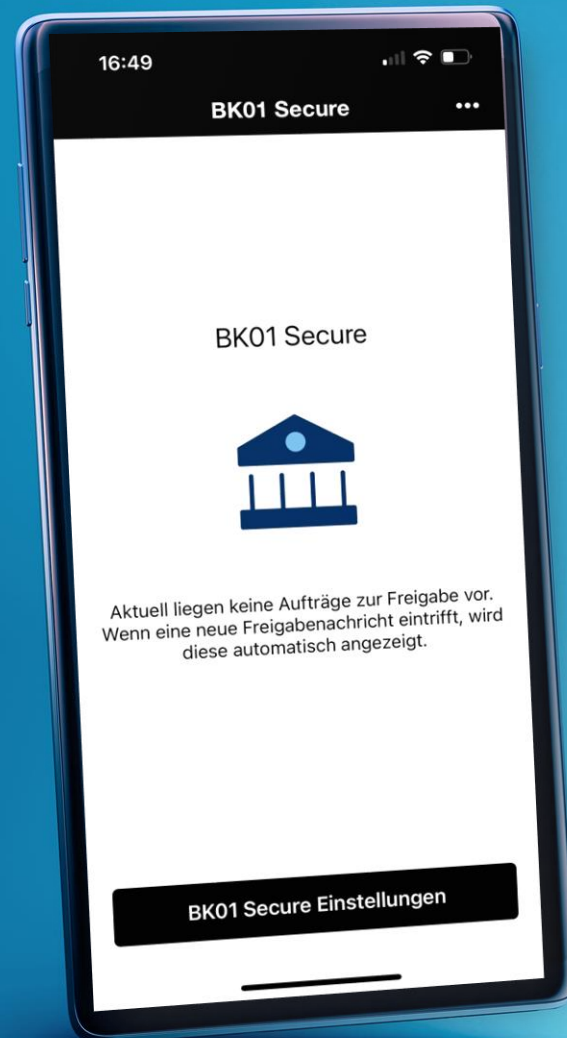 16:49
BK01 Secure
BK01 Secure
Aktuell liegen keine Aufträge zur Freigabe vor.
Wenn eine neue Freigabenachricht eintrifft, wird
diese automatisch angezeigt.
BK01 Secure Einstellungen